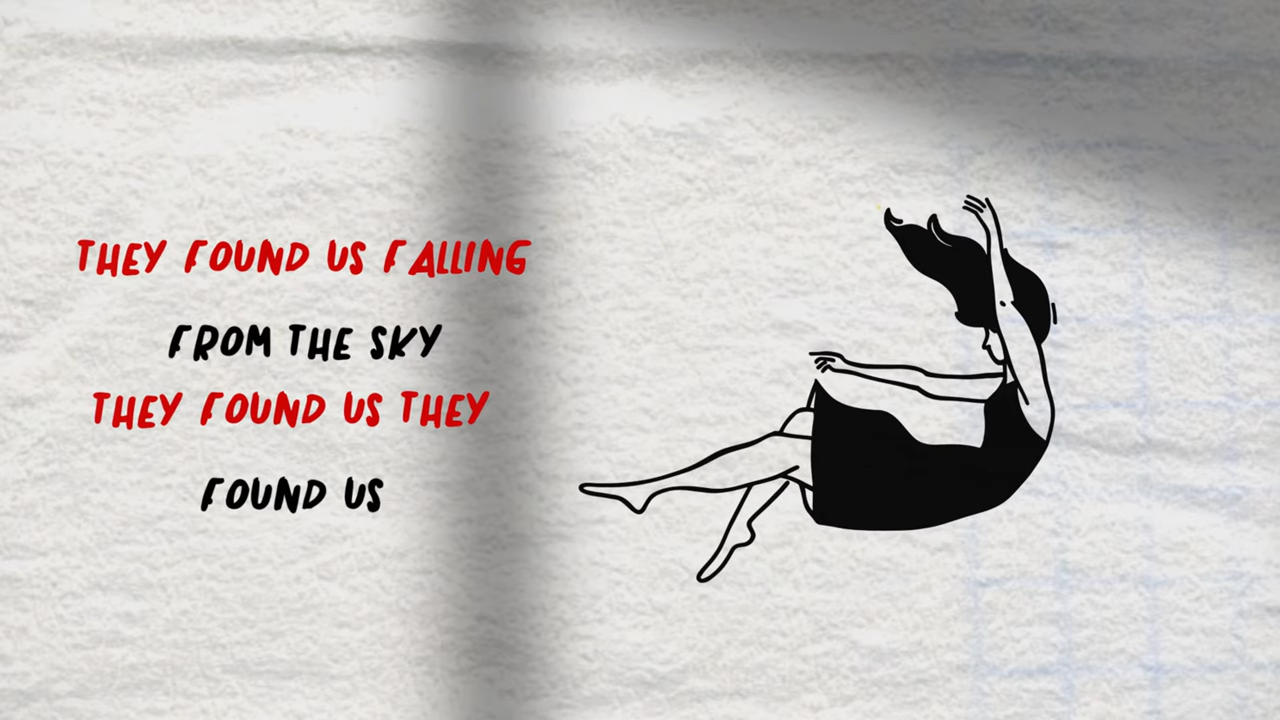 THEY FOUND US FALLING
FROM THE SKY
THEY FOUND US THEY
FOUND US